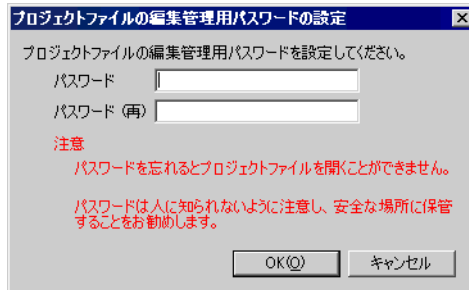 プロジェクトファイルの編集管理用パスワードの設定
プロジェクトファイルの編集管理用パスワードを設定してください。
パスワード
パスワード（再）
注意
パスワードを忘れるとプロジェクトファイルを開くことができません。
パスワードは人に知られないように注意し、安全な場所に保管
することをお勧めします。
OK(O)
キャンセル